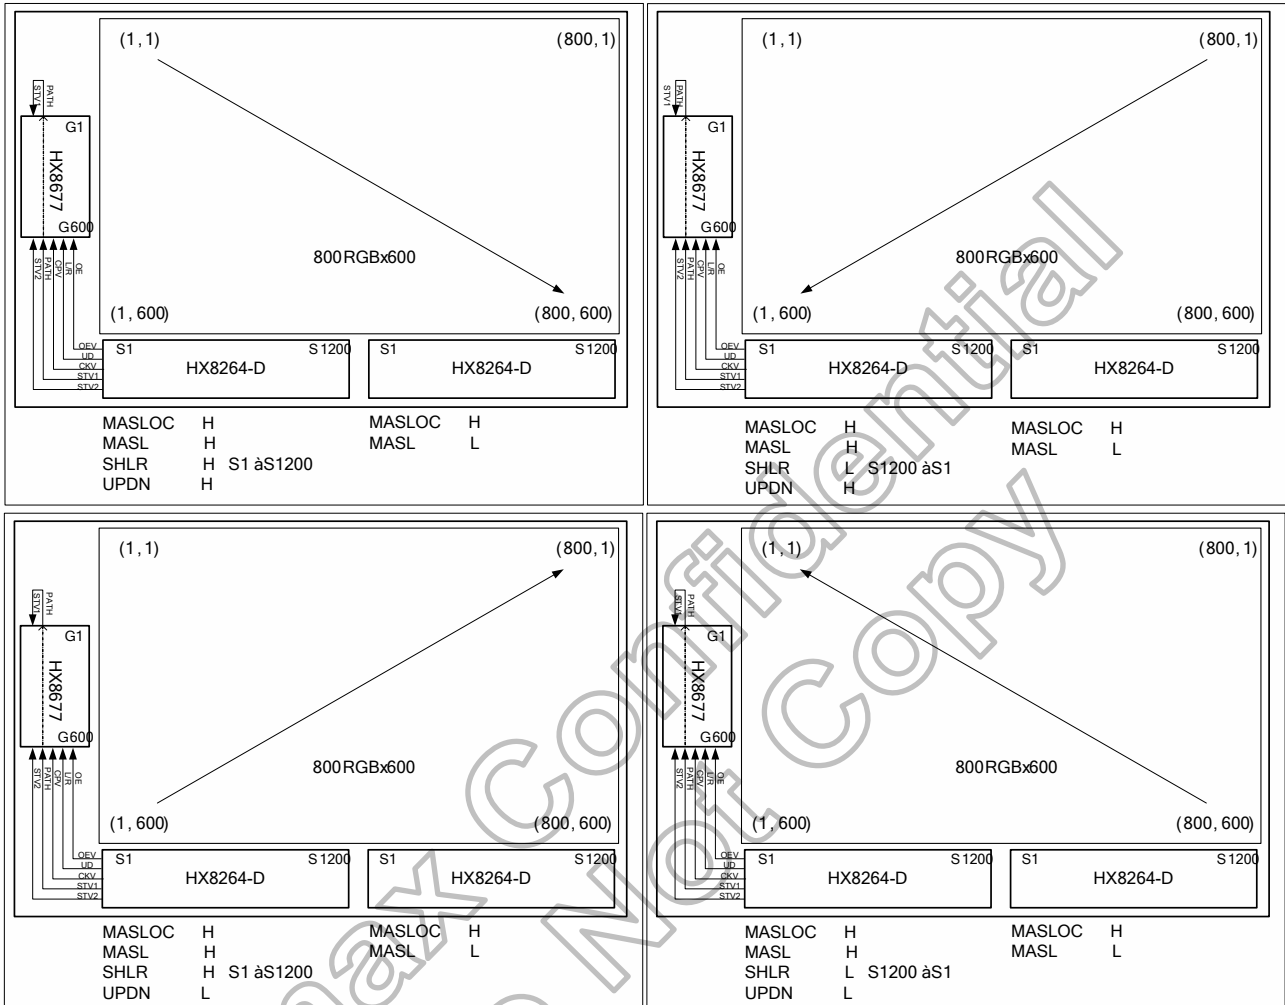 (1,1) (800,1)
STV1 PATH
G1
HX8677
G600
STV2 PATH CPV L/R OE
800RGBx600
(1,600) (800,600)
OEV
UD
CKV
STV1
STV2
S1 S1200
HX8264-D
S1 S1200
HX8264-D
MASLOC H
MASL H
SHLR H S1 àS1200
UPDN H
MASLOC H
MASL L
(1,1) (800,1)
STV1 PATH
G1
HX8677
G600
STV2 PATH CPV L/R OE
800RGBx600
(1,600) (800,600)
OEV
UD
CKV
STV1
STV2
S1 S1200
HX8264-D
S1 S1200
HX8264-D
MASLOC H
MASL H
SHLR L S1200 àS1
UPDN H
MASLOC H
MASL L
(1,1) (800,1)
STV1 PATH
G1
HX8677
G600
STV2 PATH CPV L/R OE
800RGBx600
(1,600) (800,600)
OEV
UD
CKV
STV1
STV2
S1 S1200
HX8264-D
S1 S1200
HX8264-D
MASLOC H
MASL H
SHLR H S1 àS1200
UPDN L
MASLOC H
MASL L
(1,1) (800,1)
STV1 PATH
G1
HX8677
G600
STV2 PATH CPV L/R OE
800RGBx600
(1,600) (800,600)
OEV
UD
CKV
STV1
STV2
S1 S1200
HX8264-D
S1 S1200
HX8264-D
MASLOC H
MASL H
SHLR L S1200 àS1
UPDN L
MASLOC H
MASL L
max Confidential
Not Copy